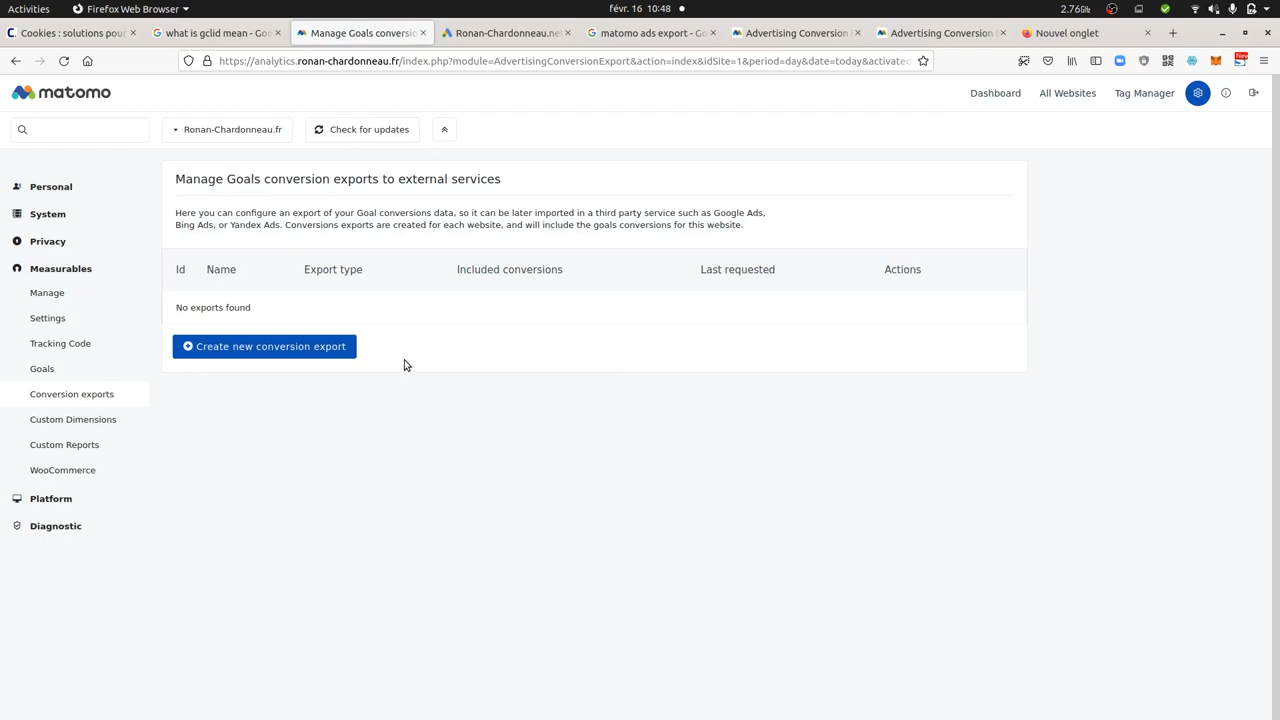 Activities
Firefox Web Browser
févr. 16 10:48
2.76
Cookies : solutions pour
what is gclid mean - Goo
Manage Goals conversio
Ronan-Chardonneau.ne
matomo ads export - Go
Advertising Conversion
Advertising Conversion
Nouvel onglet
https://analytics.ronan-chardonneau.fr/index.php?module=AdvertisingConversionExport&action=index&idSite=1&period=day&date=today&activated
New
matomo
Dashboard
All Websites
Tag Manager
Ronan-Chardonneau.fr
Check for updates
Personal
System
Privacy
Measurables
Manage
Settings
Tracking Code
Goals
Conversion exports
Custom Dimensions
Custom Reports
WooCommerce
Platform
Diagnostic
Manage Goals conversion exports to external services
Here you can configure an export of your Goal conversions data, so it can be later imported in a third party service such as Google Ads,
Bing Ads, or Yandex Ads. Conversions exports are created for each website, and will include the goals conversions for this website.
Id Name Export type Included conversions Last requested Actions
No exports found
Create new conversion export